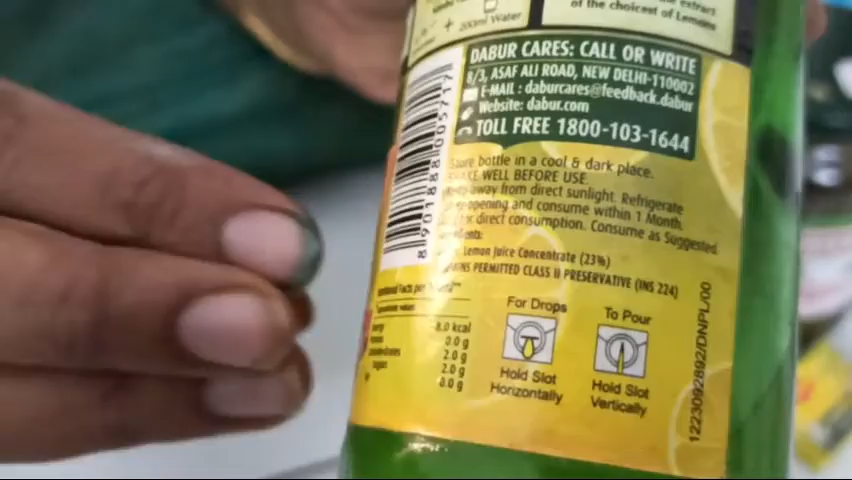 + 200ml Water
extract
of the choicest of Lemons
DABUR CARES: CALL OR WRITE
8/3, ASAF ALI ROAD, NEW DELHI-110002
E-MAIL : daburcares@feedback.dabur
Website: dabur.com
TOLL FREE 1800-103-1644
8901888005717
Store bottle in a cool & dark place.
SHAKE WELL BEFORE USE.
Keep away from direct sunlight. Refrigerate
opening and consume within 1 Month.
direct consumption. Consume as Suggested.
Lemon Juice Concentrate (23%)
PERMITTED CLASS II PRESERVATIVE (INS 224)
Facts per
8.0 kcal
0.0 g
2.0 g
2.0 g
0.0 g
For Drops
Hold Slot
Horizontally
To Pour
Hold Slot
Vertically
1223092892/DNPL/00